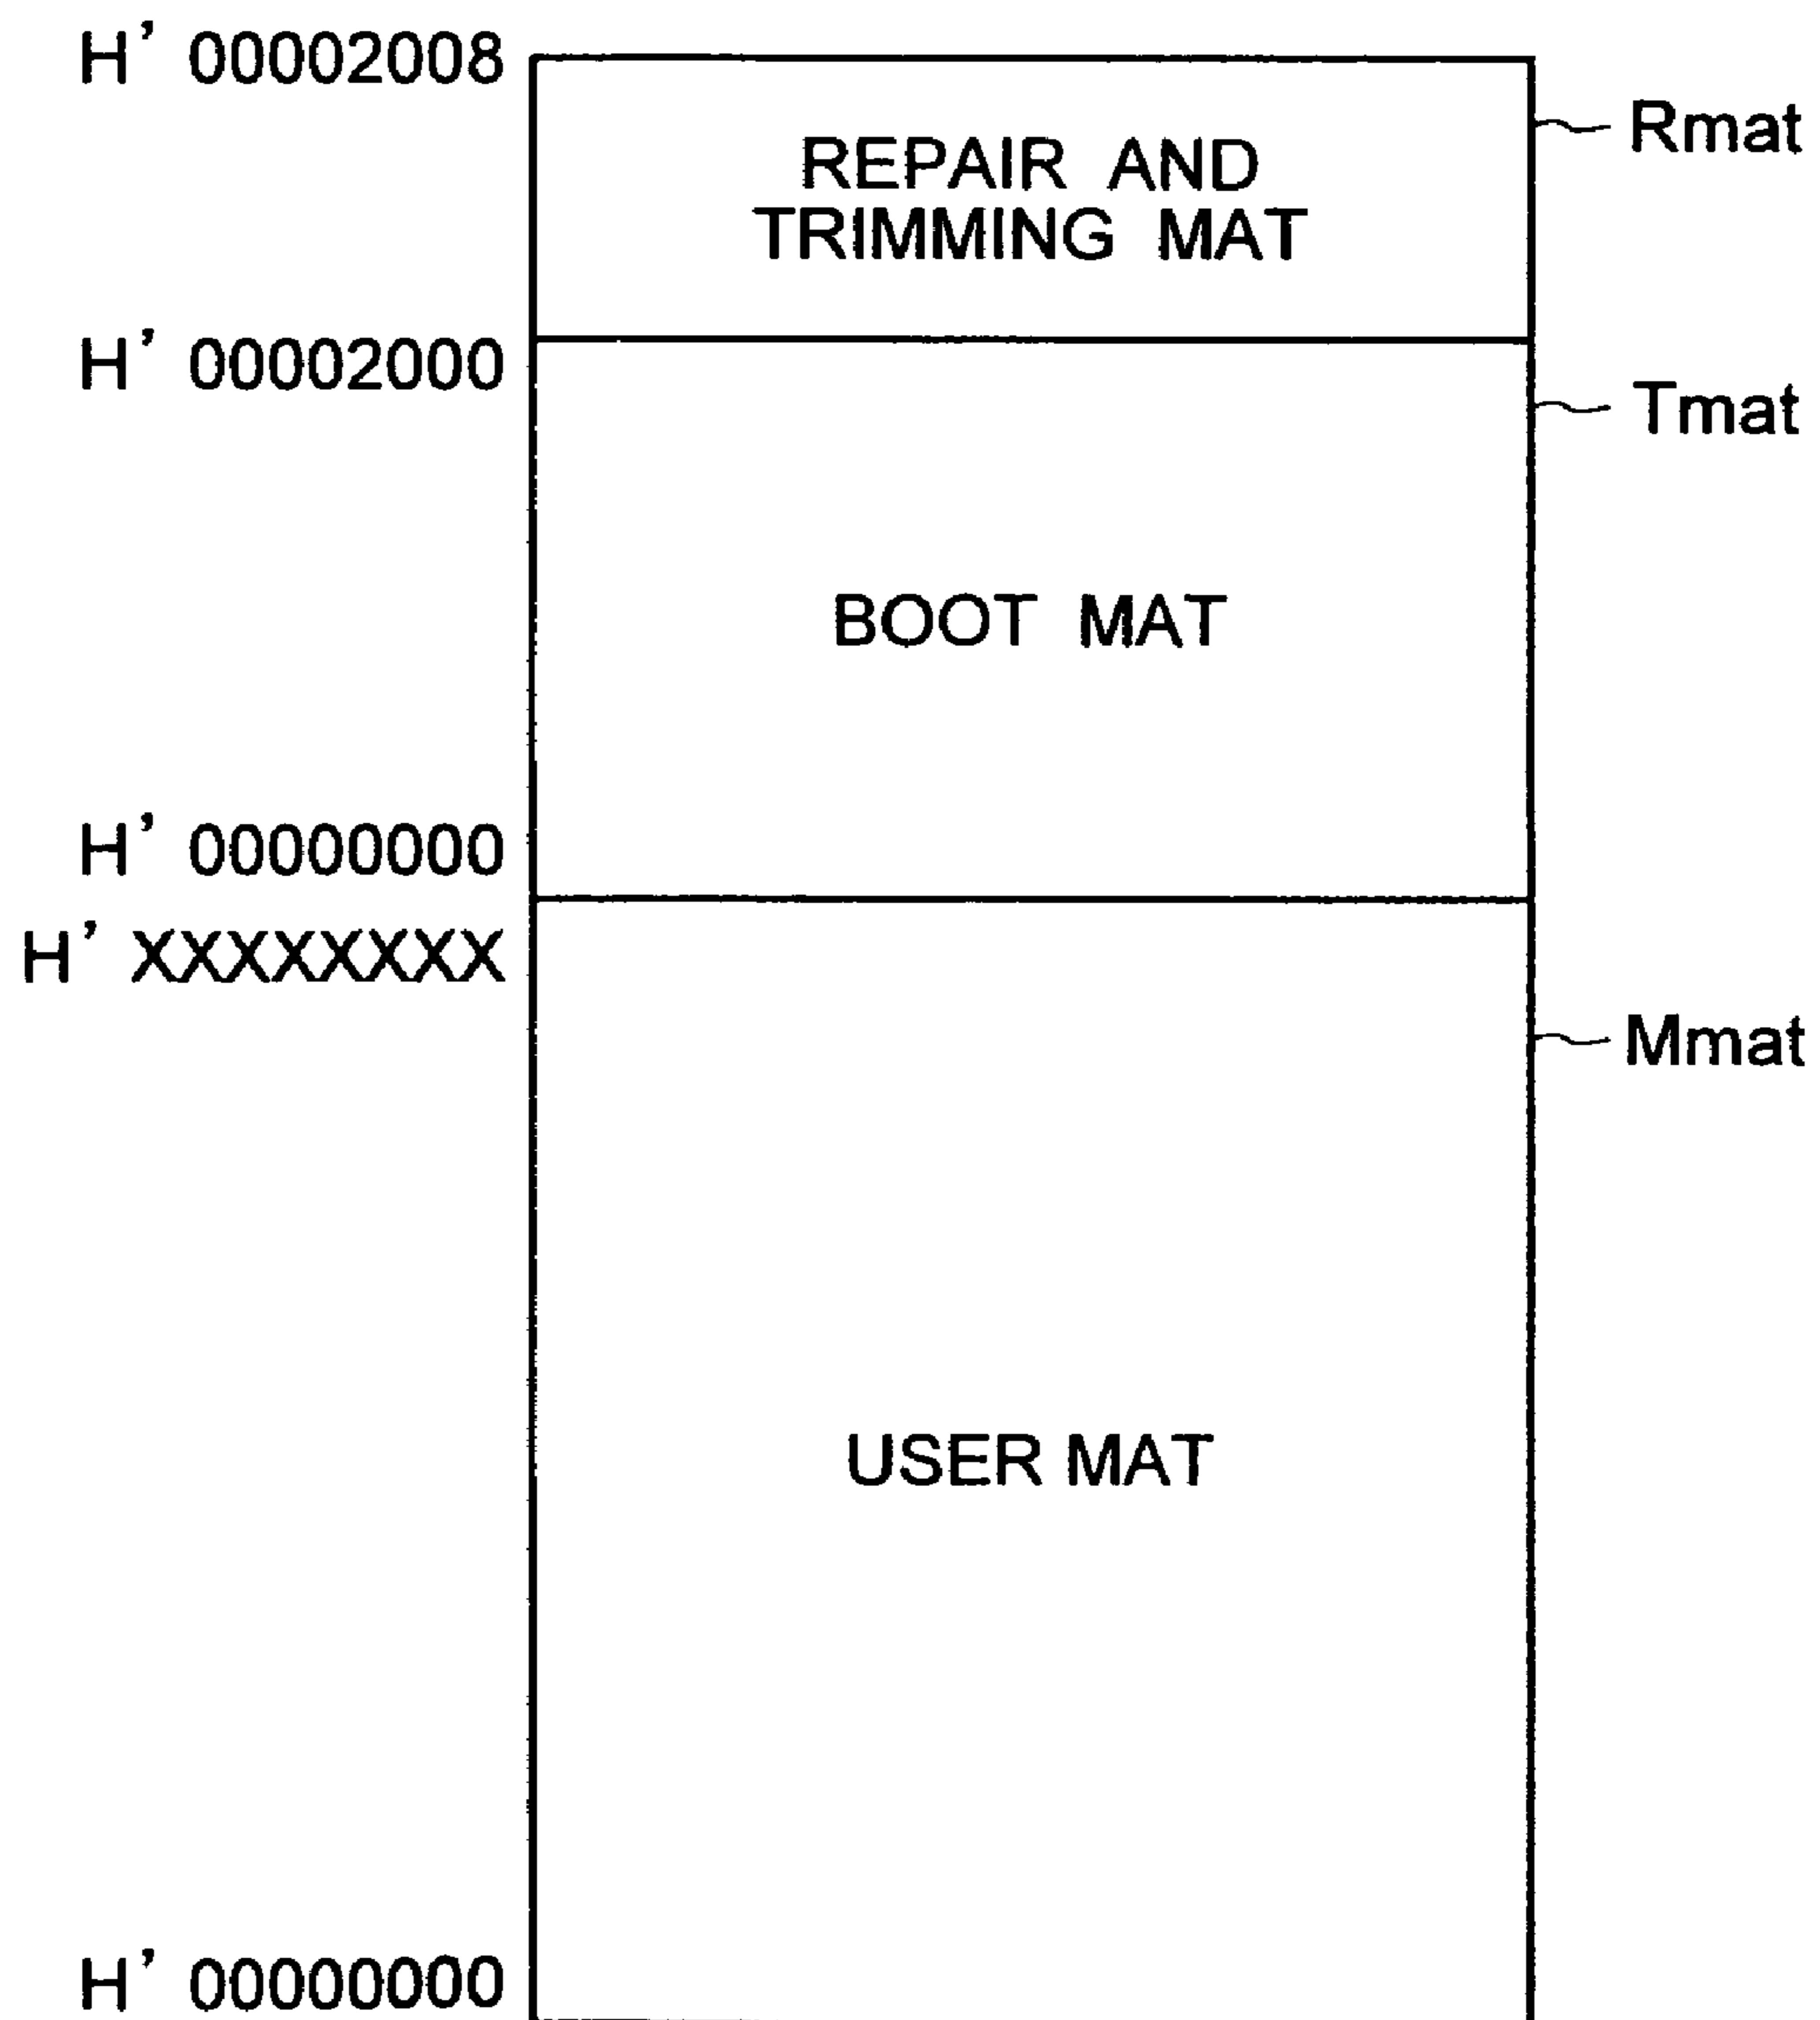 H’ 00002008
Rmat
REPAIR AND
TRIMMING MAT
H’ 00002000
Tmat
BOOT MAT
H’ 00000000
H’ XXXXXXXX
Mmat
USER MAT
H’ 00000000